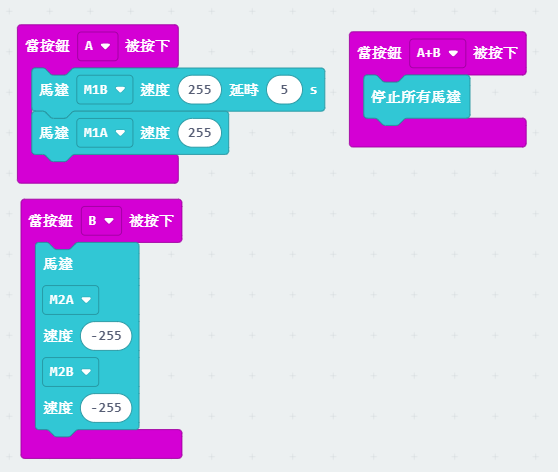 當按鈕 A 被按下
馬達 M1B 速度 255 延時 5 s
馬達 M1A 速度 255
當按鈕 A+B 被按下
停止所有馬達
當按鈕 B 被按下
馬達
M2A
速度 -255
M2B
速度 -255